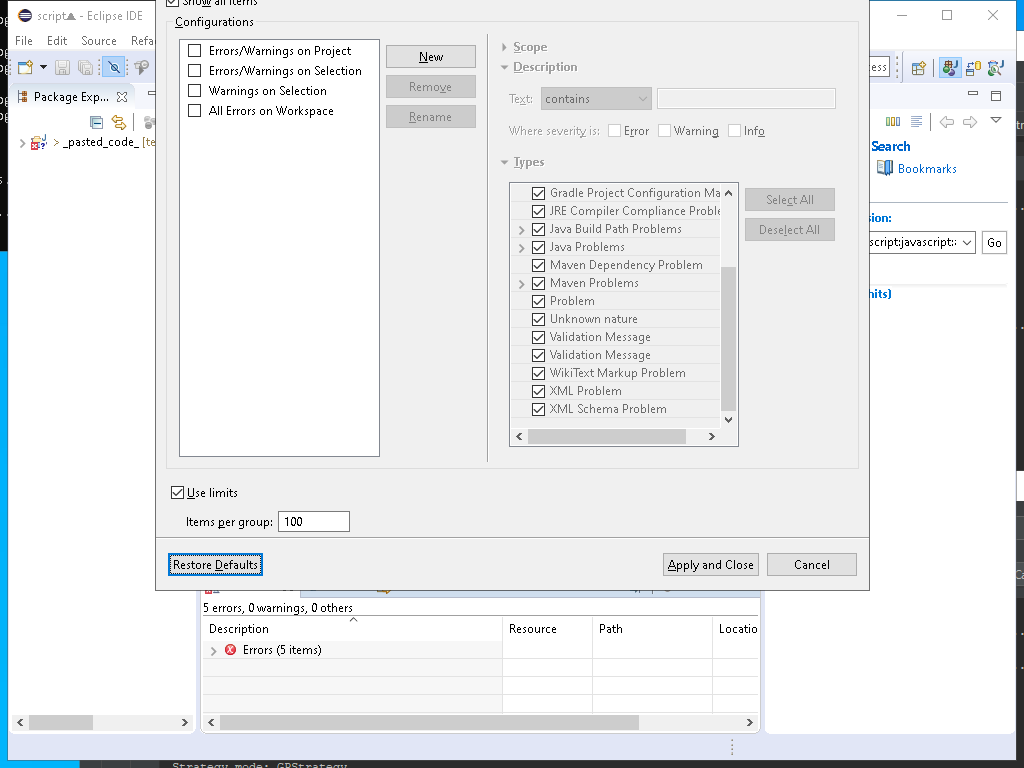 script - Eclipse IDE
Show all items
Configurations
File Edit Source Refa
Package Exp...
_pasted_code_ [te
Errors/Warnings on Project
Errors/Warnings on Selection
Warnings on Selection
All Errors on Workspace
New
Remove
Rename
Scope
Description
Text: contains
Where severity is: Error Warning Info
Types
Gradle Project Configuration Ma
JRE Compiler Compliance Proble
Java Build Path Problems
Java Problems
Maven Dependency Problem
Maven Problems
Problem
Unknown nature
Validation Message
Validation Message
WikiText Markup Problem
XML Problem
XML Schema Problem
Select All
Deselect All
Use limits
Items per group: 100
Restore Defaults
Apply and Close
Cancel
ess
Search
Bookmarks
sion:
script:javascript:
Go
hits)
5 errors, 0 warnings, 0 others
Description Resource Path Locatio
Errors (5 items)
Strategy mode: GPStrategy